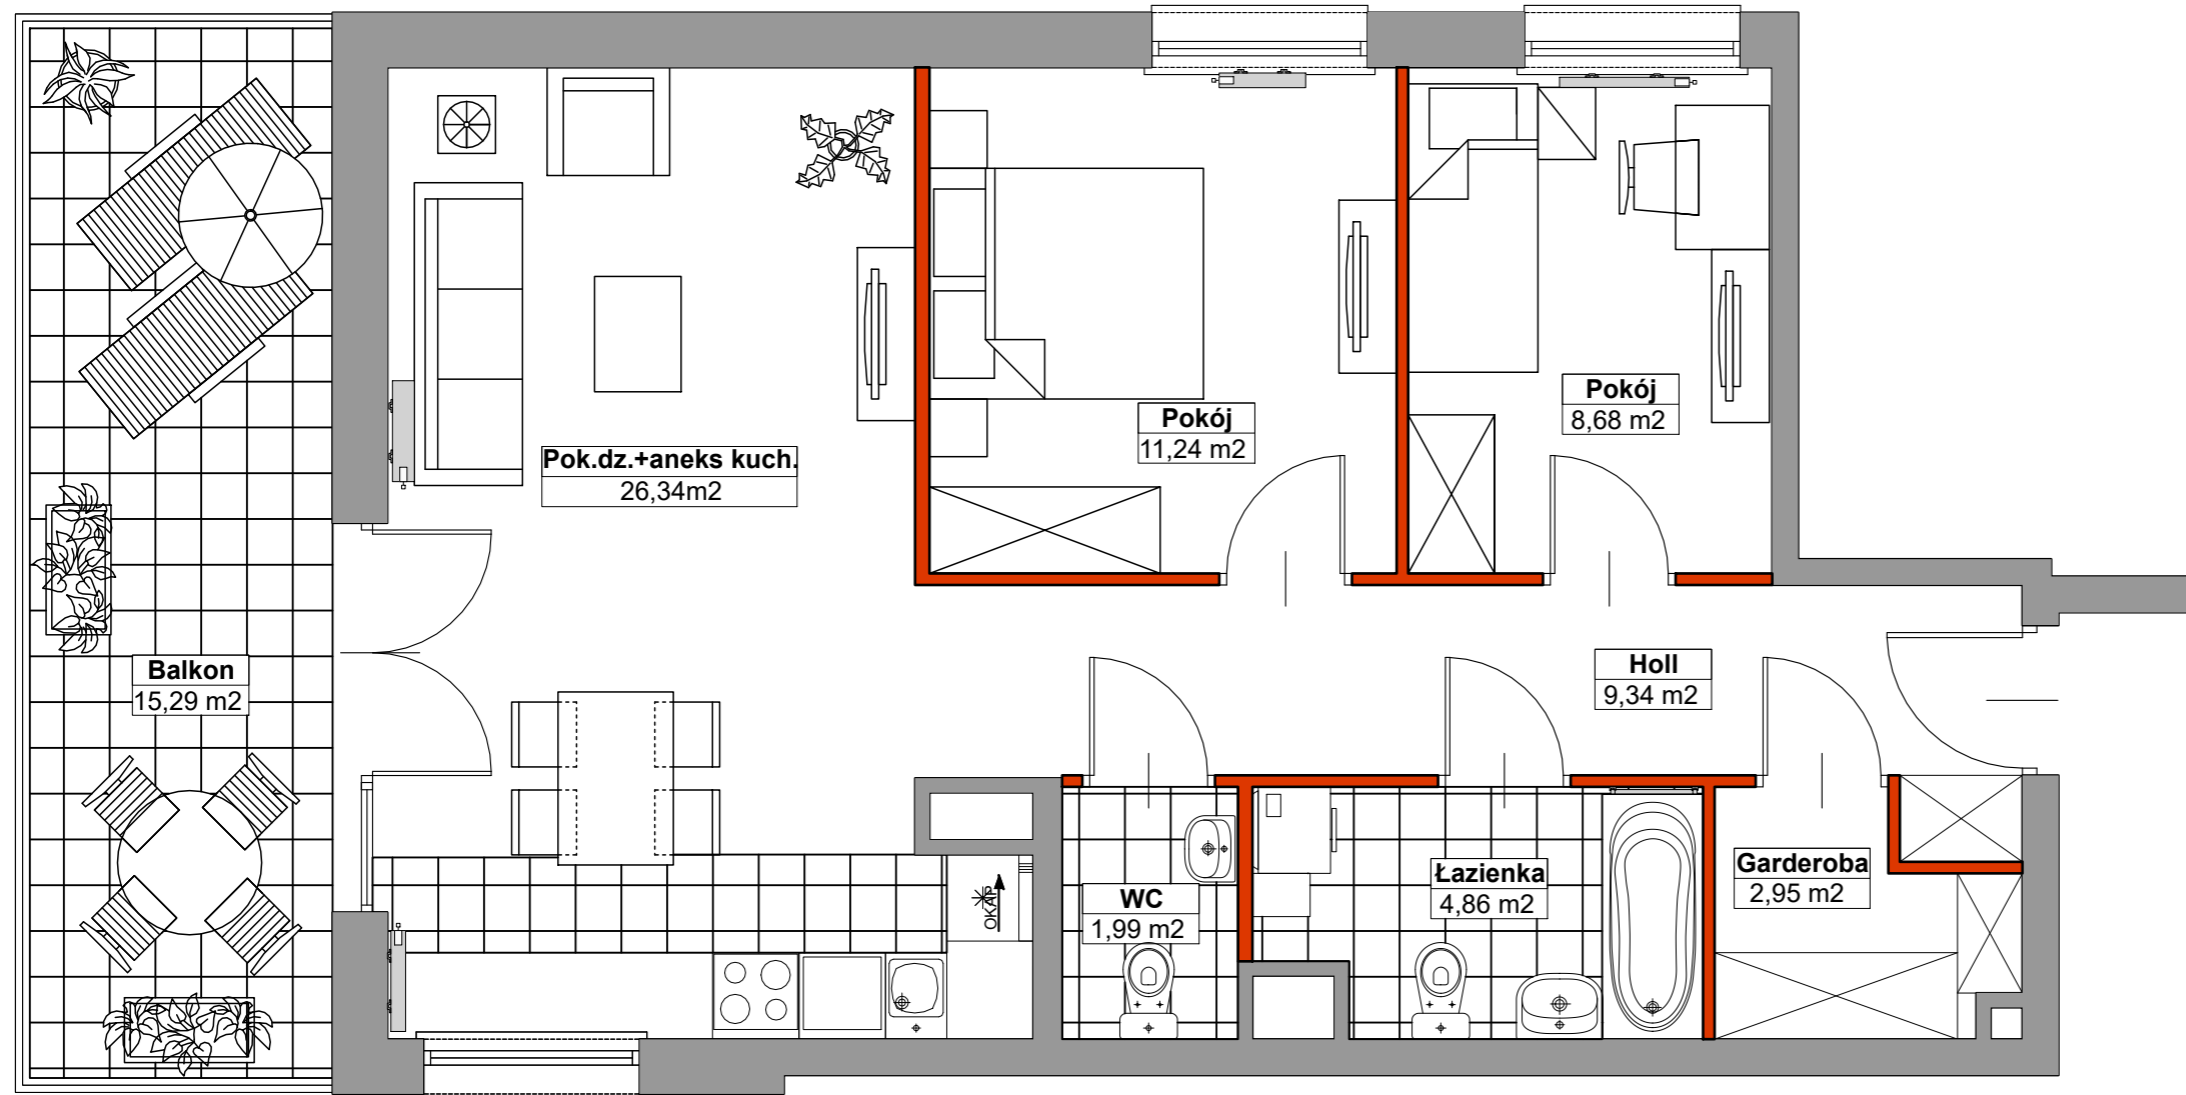 Pokój
8,68 m2
Pokój
11,24 m2
Pok.dz.+aneks kuch.
26,34m2
Balkon
15,29 m2
Holl
9,34 m2
Garderoba
2,95 m2
Łazienka
4,86 m2
WC
1,99 m2
OKAP